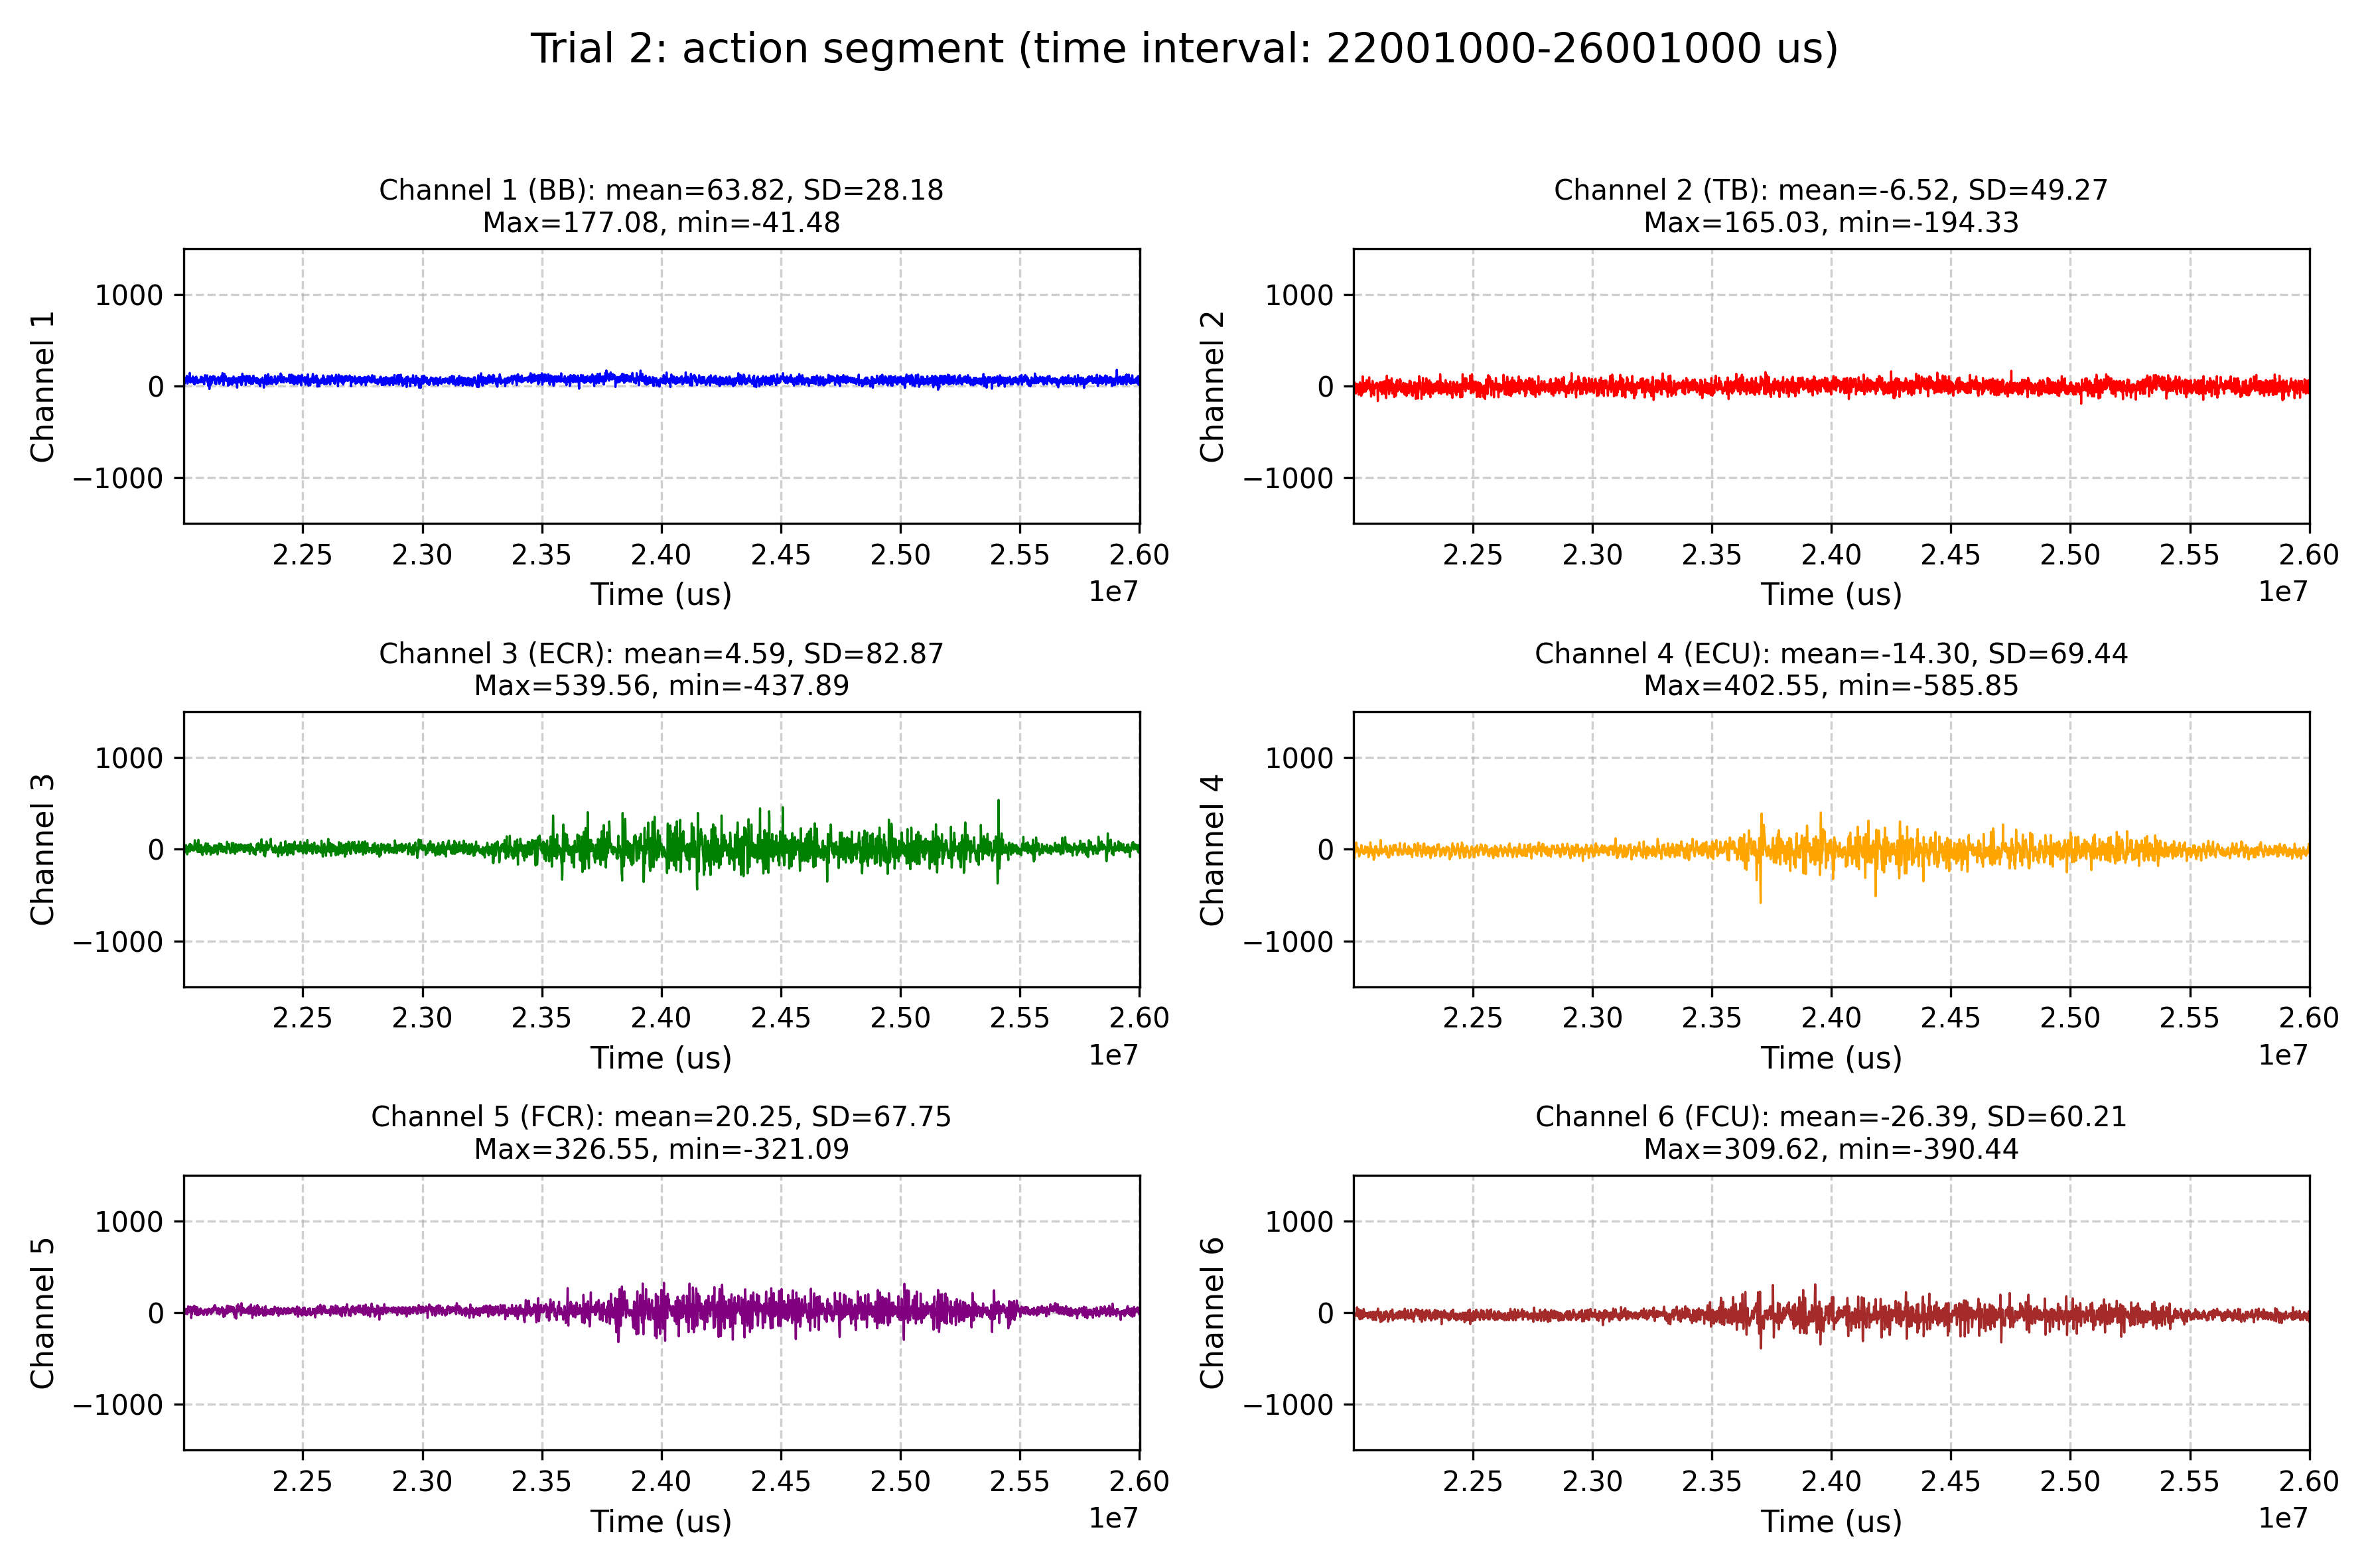 Trial 2: action segment (time interval: 22001000-26001000 us)
Channel 1 (BB): mean=63.82, SD=28.18
Max=177.08, min=-41.48
Channel 1
1000
0
−1000
2.25 2.30 2.35 2.40 2.45 2.50 2.55 2.60
Time (us)
1e7
Channel 2 (TB): mean=-6.52, SD=49.27
Max=165.03, min=-194.33
Channel 2
1000
0
−1000
2.25 2.30 2.35 2.40 2.45 2.50 2.55 2.60
Time (us)
1e7
Channel 3 (ECR): mean=4.59, SD=82.87
Max=539.56, min=-437.89
Channel 3
1000
0
−1000
2.25 2.30 2.35 2.40 2.45 2.50 2.55 2.60
Time (us)
1e7
Channel 4 (ECU): mean=-14.30, SD=69.44
Max=402.55, min=-585.85
Channel 4
1000
0
−1000
2.25 2.30 2.35 2.40 2.45 2.50 2.55 2.60
Time (us)
1e7
Channel 5 (FCR): mean=20.25, SD=67.75
Max=326.55, min=-321.09
Channel 5
1000
0
−1000
2.25 2.30 2.35 2.40 2.45 2.50 2.55 2.60
Time (us)
1e7
Channel 6 (FCU): mean=-26.39, SD=60.21
Max=309.62, min=-390.44
Channel 6
1000
0
−1000
2.25 2.30 2.35 2.40 2.45 2.50 2.55 2.60
Time (us)
1e7